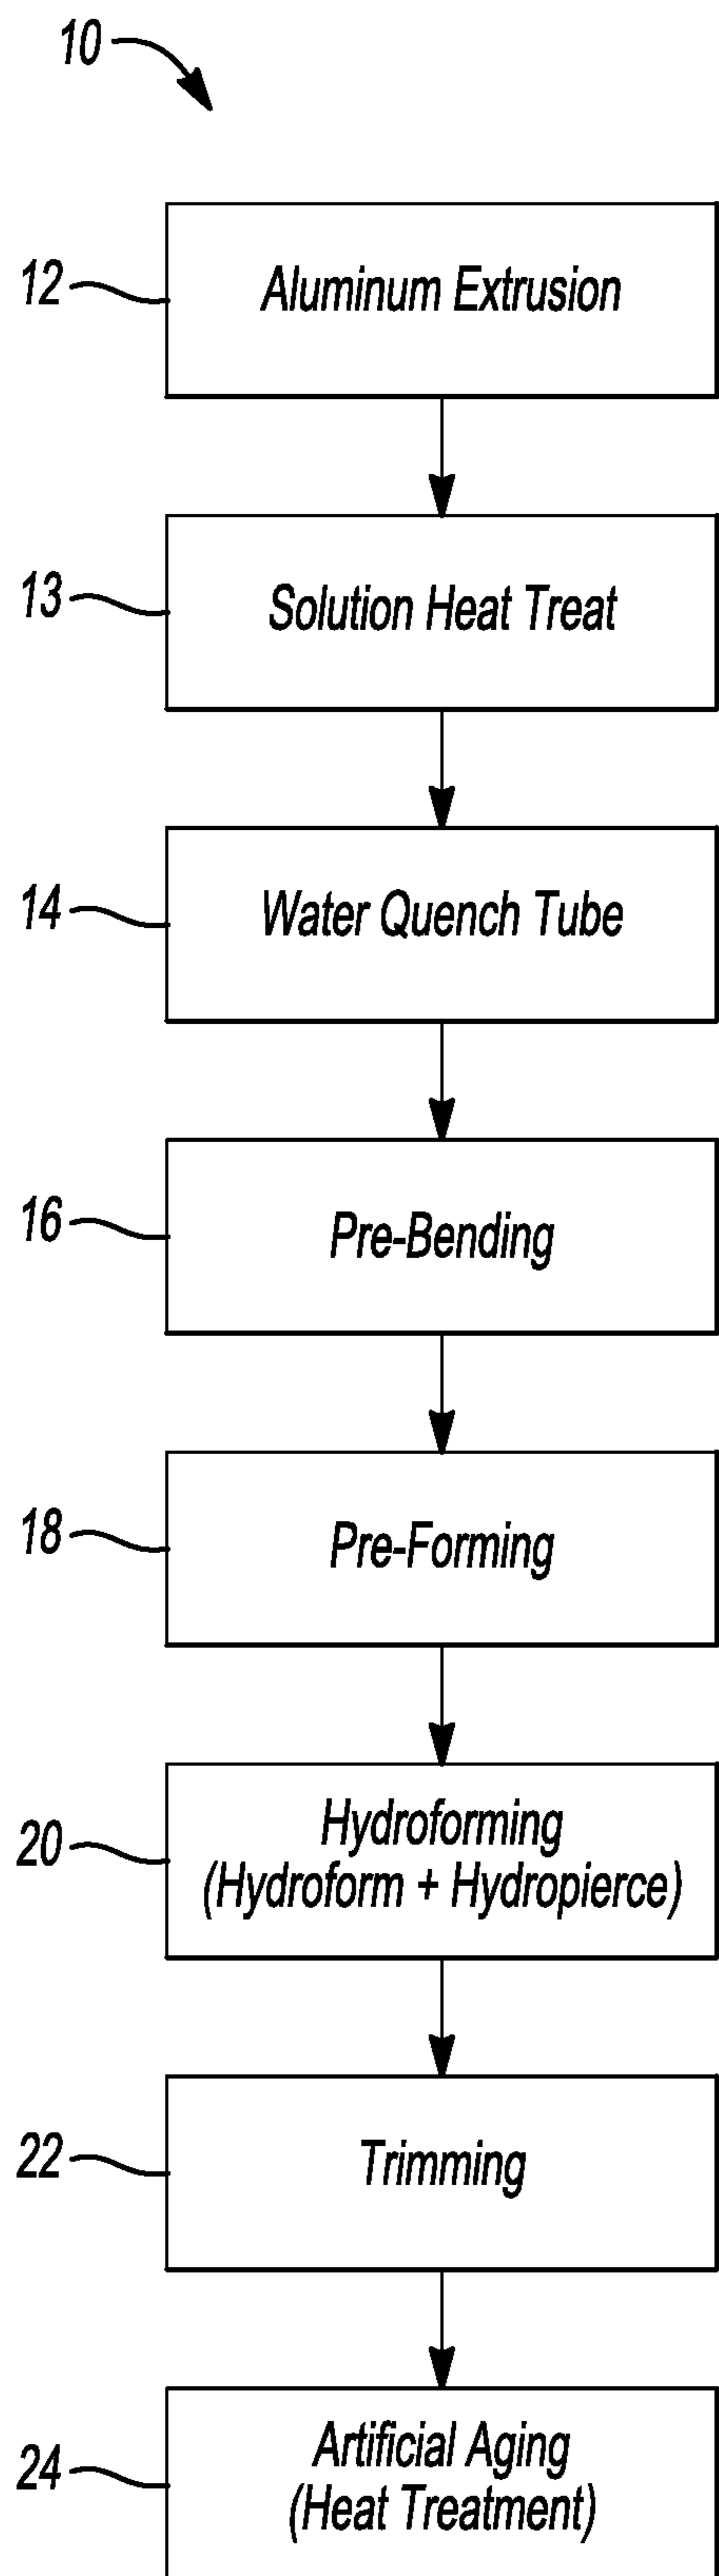 10
12
Aluminum Extrusion
13
Solution Heat Treat
14
Water Quench Tube
16
Pre-Bending
18
Pre-Forming
20
Hydroforming
(Hydroform + Hydropierce)
22
Trimming
24
Artificial Aging
(Heat Treatment)